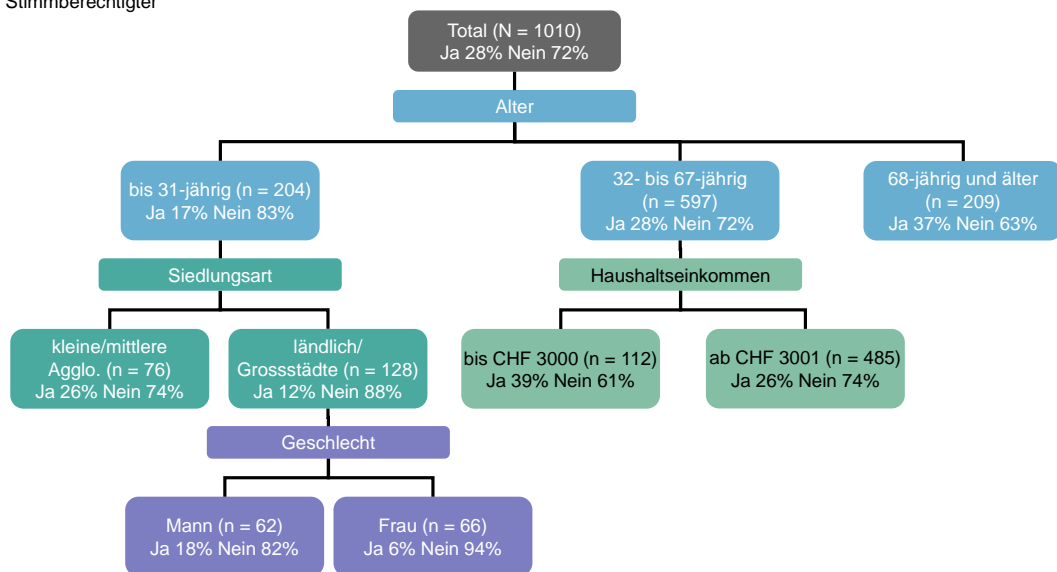 Stimmberechtigter
Total (N = 1010)
Ja 28% Nein 72%
Alter
bis 31-jährig (n = 204)
Ja 17% Nein 83%
32- bis 67-jährig
(n = 597)
Ja 28% Nein 72%
68-jährig und älter
(n = 209)
Ja 37% Nein 63%
Siedlungsart
Haushaltseinkommen
kleine/mittlere
Agglo. (n = 76)
Ja 26% Nein 74%
ländlich/
Grossstädte (n = 128)
Ja 12% Nein 88%
bis CHF 3000 (n = 112)
Ja 39% Nein 61%
ab CHF 3001 (n = 485)
Ja 26% Nein 74%
Geschlecht
Mann (n = 62)
Ja 18% Nein 82%
Frau (n = 66)
Ja 6% Nein 94%